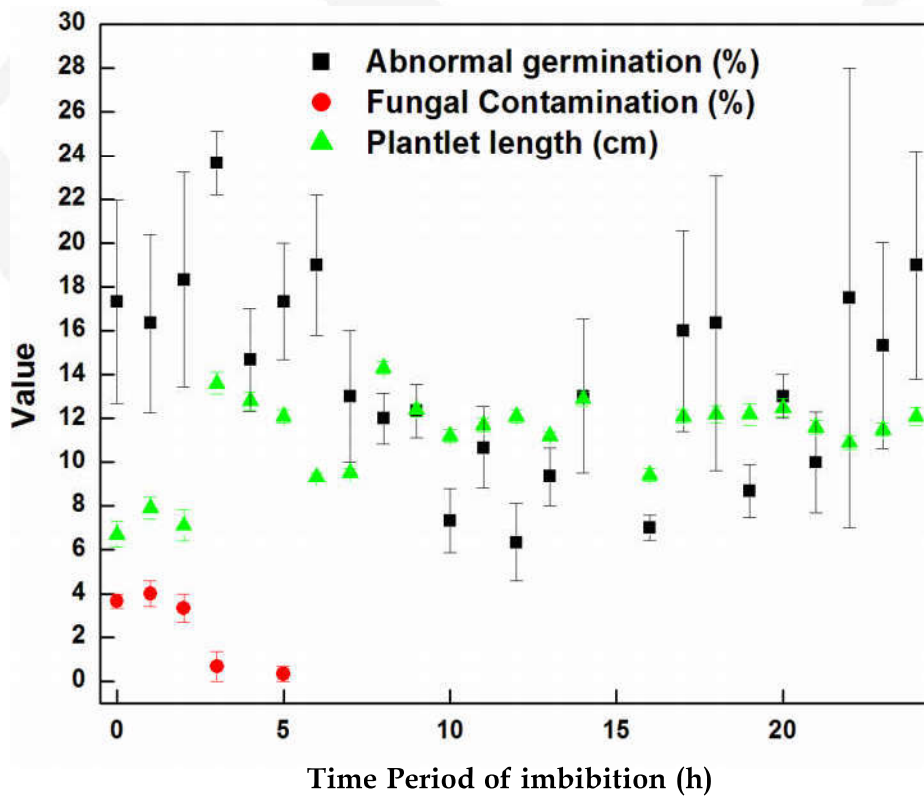 30
28
26
24
22
20
18
16
14
12
10
8
6
4
2
0
Value
Abnormal germination (%)
Fungal Contamination (%)
Plantlet length (cm)
0 5 10 15 20
Time Period of imbibition (h)